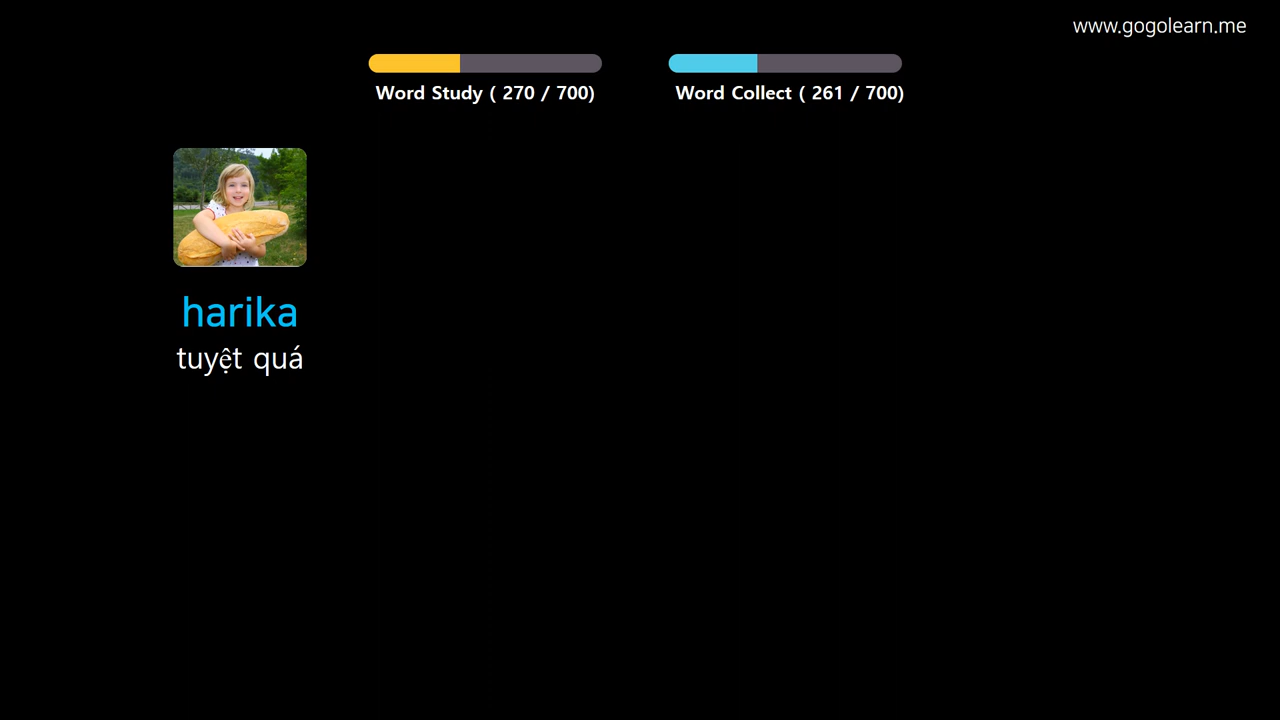 www.gogolearn.me
Word Study ( 270 / 700)
Word Collect ( 261 / 700)
harika
tuyệt quá